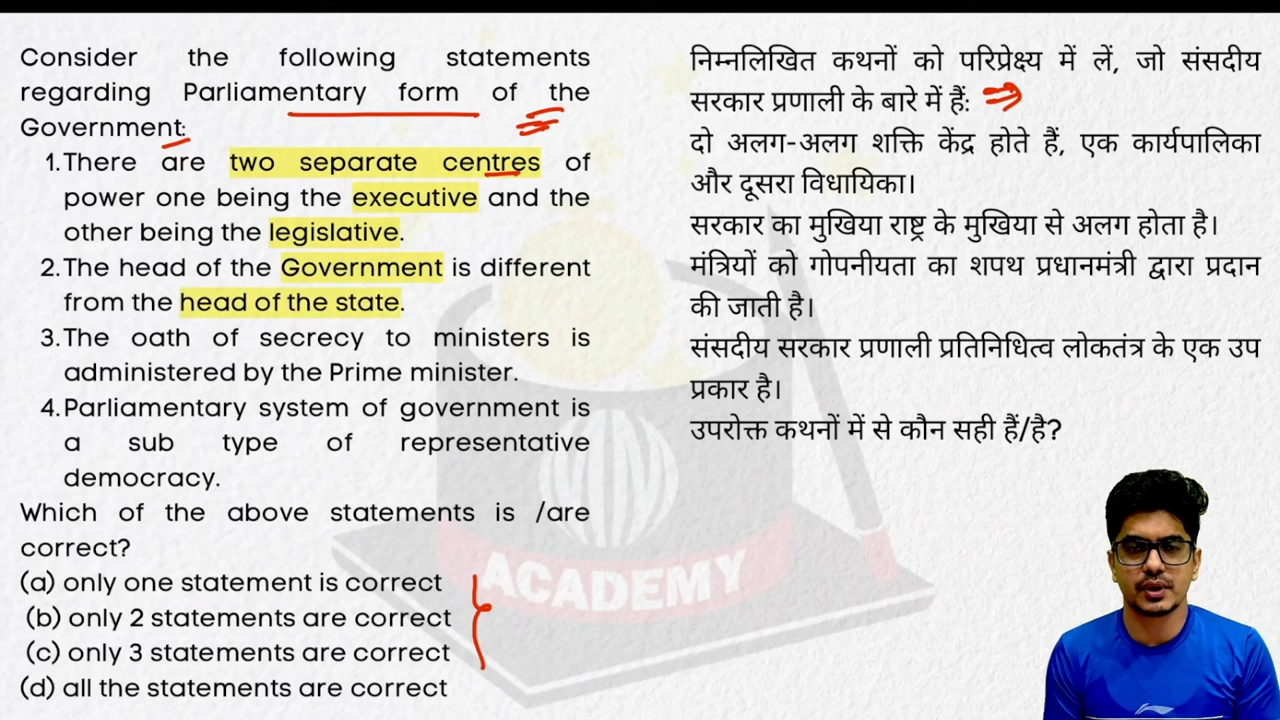 Consider the following statements
regarding Parliamentary form of the
Government:
1.There are two separate centres of
power one being the executive and the
other being the legislative.
2.The head of the Government is different
from the head of the state.
3.The oath of secrecy to ministers is
administered by the Prime minister.
4.Parliamentary system of government is
a sub type of representative
democracy.
Which of the above statements is /are
correct?
(a) only one statement is correct
(b) only 2 statements are correct
(c) only 3 statements are correct
(d) all the statements are correct
निम्नलिखित कथनों को परिप्रेक्ष्य में लें, जो संसदीय
सरकार प्रणाली के बारे में हैं:
दो अलग-अलग शक्ति केंद्र होते हैं, एक कार्यपालिका
और दूसरा विधायिका।
सरकार का मुखिया राष्ट्र के मुखिया से अलग होता है।
मंत्रियों को गोपनीयता का शपथ प्रधानमंत्री द्वारा प्रदान
की जाती है।
संसदीय सरकार प्रणाली प्रतिनिधित्व लोकतंत्र के एक उप
प्रकार है।
उपरोक्त कथनों में से कौन सही हैं/है?
ACADEMY